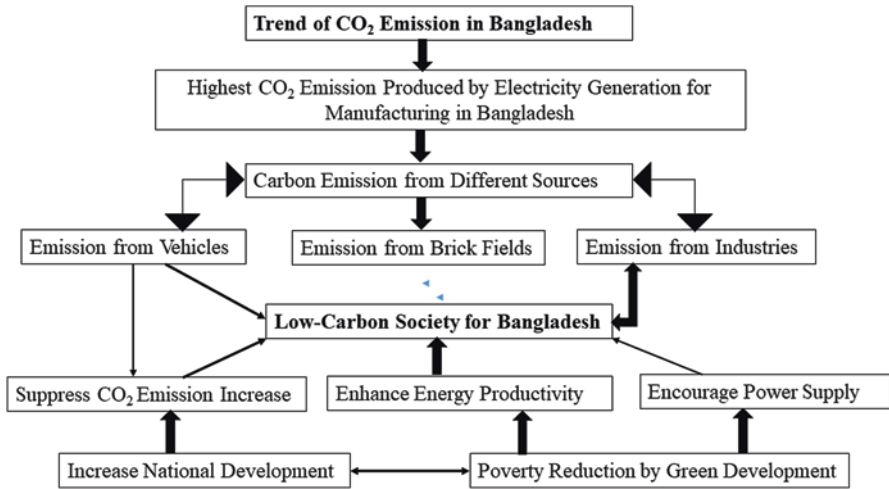 Trend of CO₂ Emission in Bangladesh
Highest CO₂ Emission Produced by Electricity Generation for
Manufacturing in Bangladesh
Carbon Emission from Different Sources
Emission from Vehicles
Emission from Brick Fields
Emission from Industries
Low-Carbon Society for Bangladesh
Suppress CO₂ Emission Increase
Enhance Energy Productivity
Encourage Power Supply
Increase National Development
Poverty Reduction by Green Development